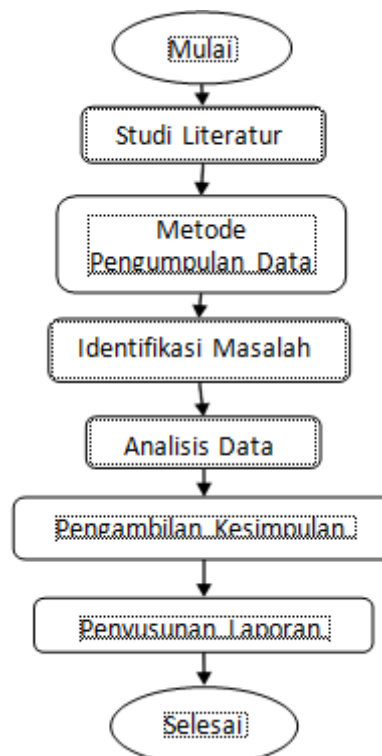 Mulai
Studi Literatur
Metode
Pengumpulan Data
Identifikasi Masalah
Analisis Data
Pengambilan Kesimpulan
Penyusunan Laporan
Selesai